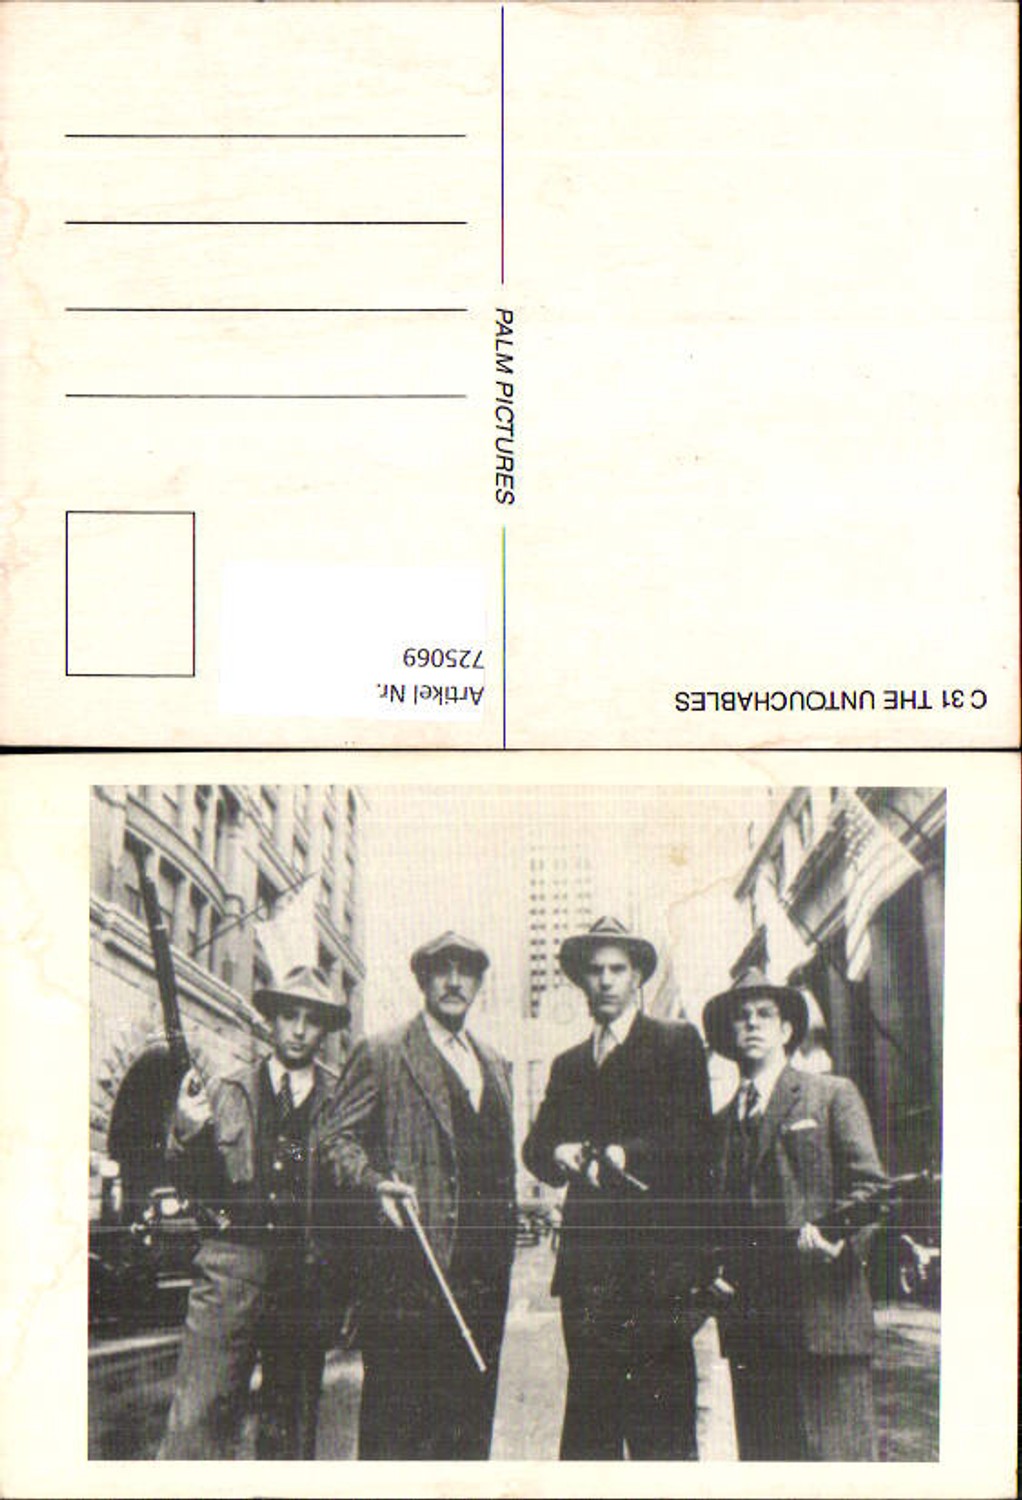 C 31 THE UNTOUCHABLES
Artikel Nr.
725069
PALM PICTURES